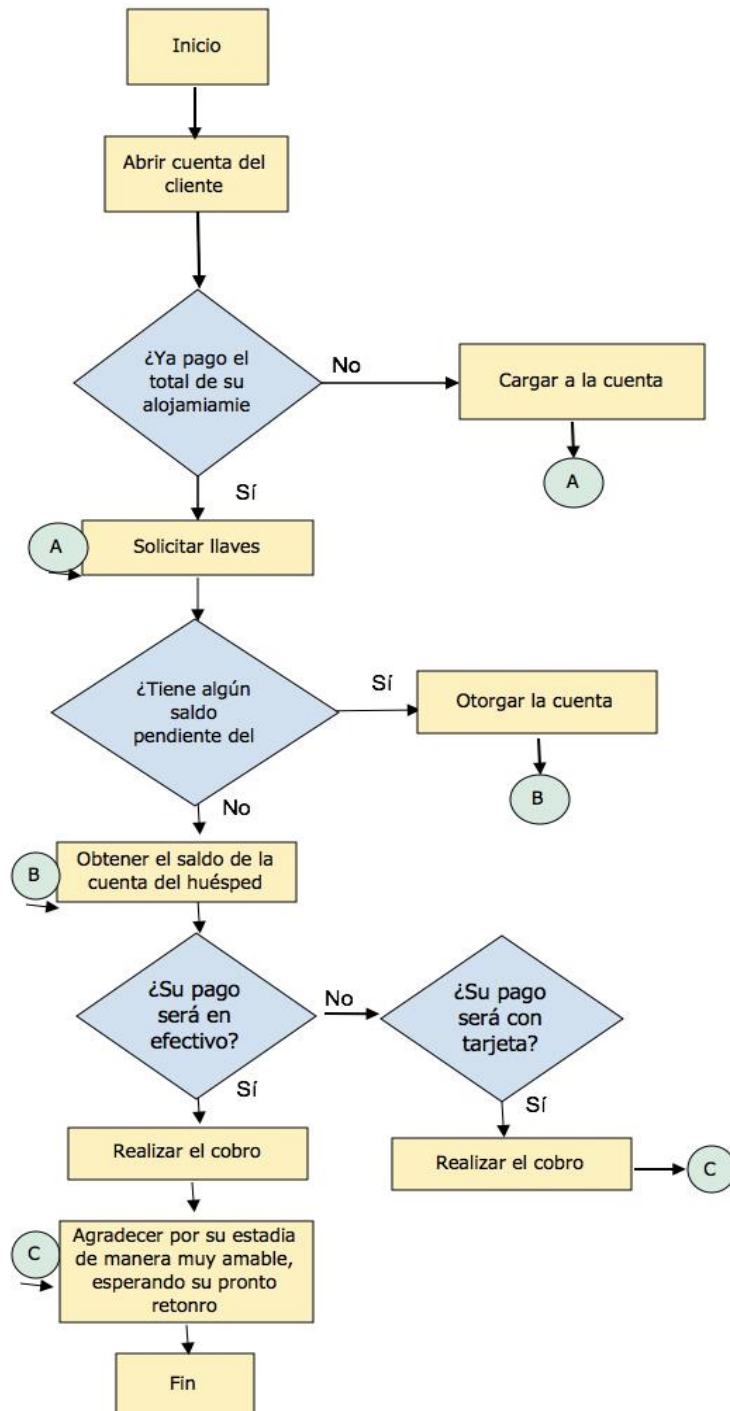 Inicio
Abrir cuenta del
cliente
¿Ya pago el
total de su
alojamiamie
No
Cargar a la cuenta
A
Sí
A
Solicitar llaves
¿Tiene algún
saldo
pendiente del
Sí
Otorgar la cuenta
B
No
B
Obtener el saldo de la
cuenta del huésped
¿Su pago
será en
efectivo?
No
¿Su pago
será con
tarjeta?
Sí
Sí
Realizar el cobro
Realizar el cobro
C
C
Agradecer por su estadia
de manera muy amable,
esperando su pronto
retonro
Fin